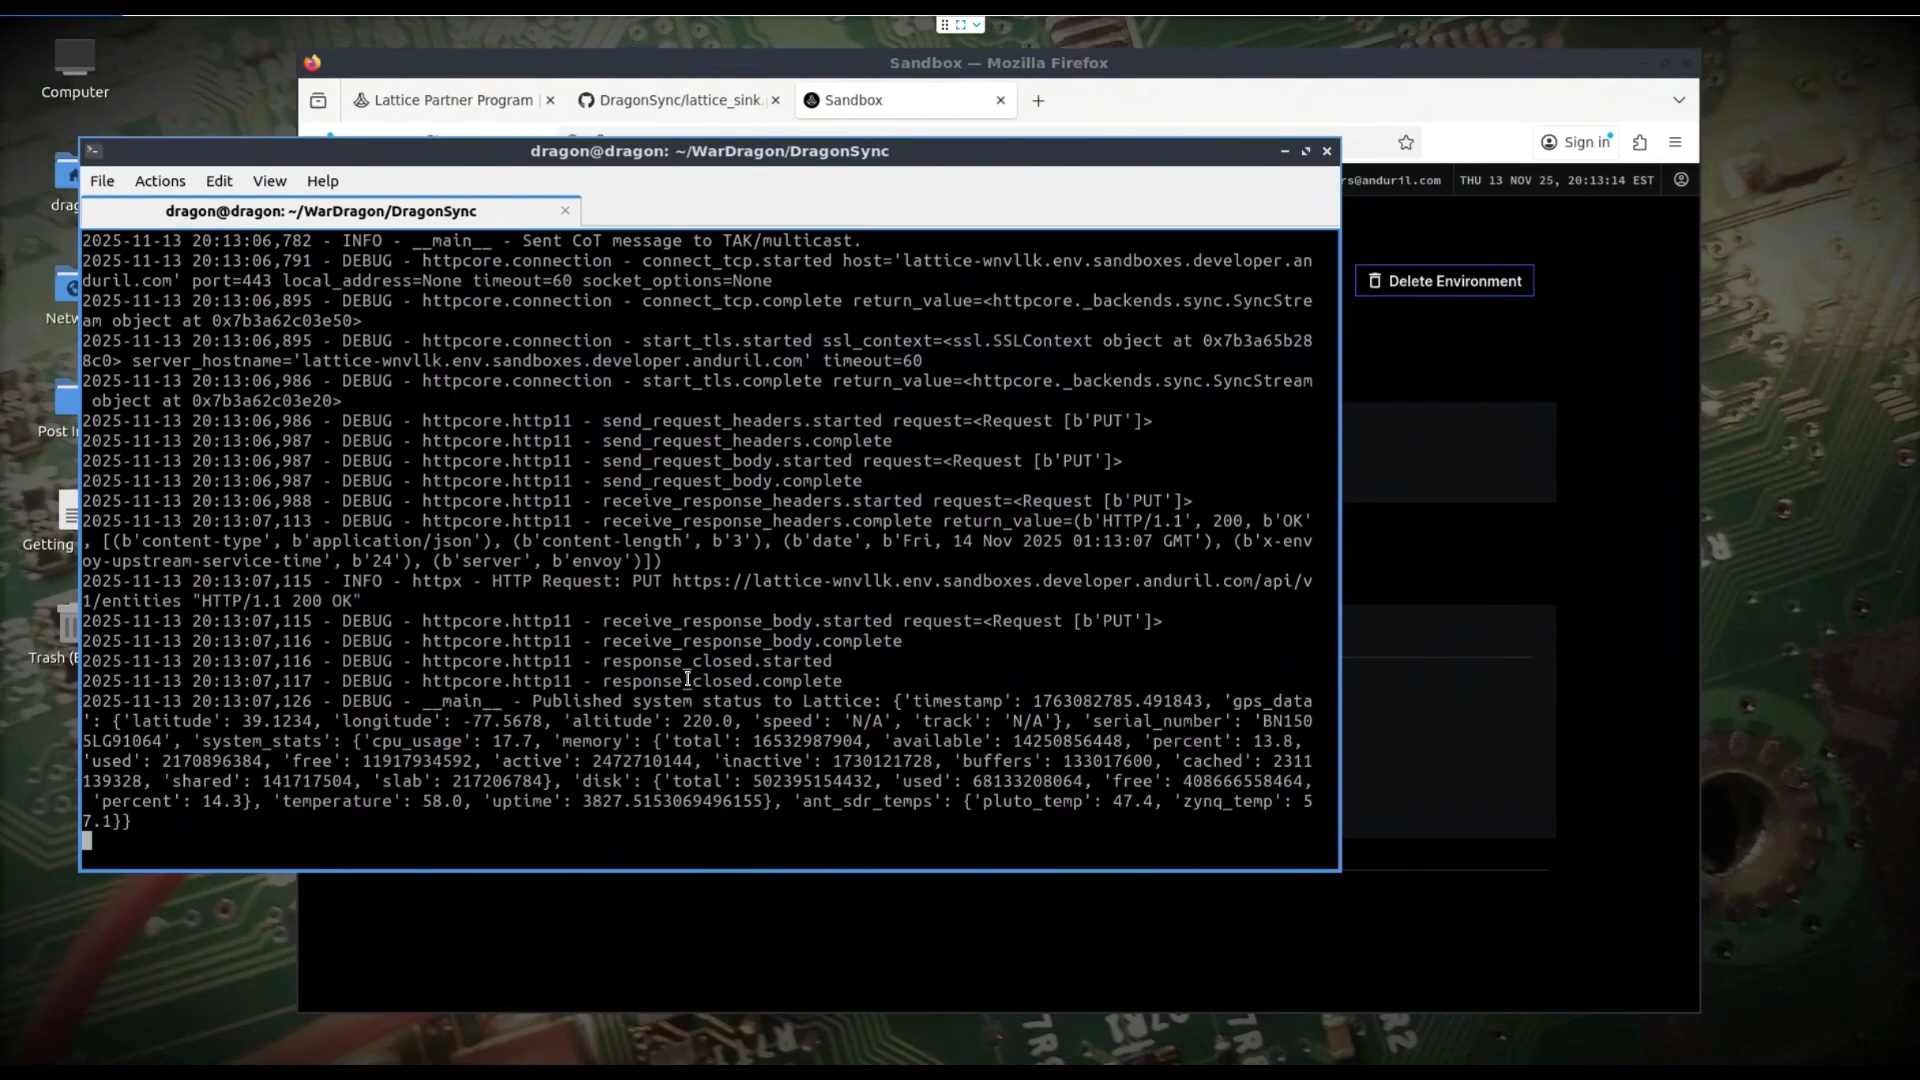 Computer
Sandbox — Mozilla Firefox
Lattice Partner Program
DragonSync/lattice_sink.
Sandbox
Sign in
dragon@dragon: ~/WarDragon/DragonSync
File Actions Edit View Help
rs@anduril.com
THU 13 NOV 25, 20:13:14 EST
dragon@dragon: ~/WarDragon/DragonSync
Delete Environment
2025-11-13 20:13:06,782 - INFO - __main__ - Sent CoT message to TAK/multicast.
2025-11-13 20:13:06,791 - DEBUG - httpcore.connection - connect_tcp.started host='lattice-wnvllk.env.sandboxes.developer.an
duril.com' port=443 local_address=None timeout=60 socket_options=None
2025-11-13 20:13:06,895 - DEBUG - httpcore.connection - connect_tcp.complete return_value=<httpcore._backends.sync.SyncStre
am object at 0x7b3a62c03e50>
2025-11-13 20:13:06,895 - DEBUG - httpcore.connection - start_tls.started ssl_context=<ssl.SSLContext object at 0x7b3a65b28
8c0> server_hostname='lattice-wnvllk.env.sandboxes.developer.anduril.com' timeout=60
2025-11-13 20:13:06,986 - DEBUG - httpcore.connection - start_tls.complete return_value=<httpcore._backends.sync.SyncStream
object at 0x7b3a62c03e20>
2025-11-13 20:13:06,986 - DEBUG - httpcore.http11 - send_request_headers.started request=<Request [b'PUT']>
2025-11-13 20:13:06,987 - DEBUG - httpcore.http11 - send_request_headers.complete
2025-11-13 20:13:06,987 - DEBUG - httpcore.http11 - send_request_body.started request=<Request [b'PUT']>
2025-11-13 20:13:06,987 - DEBUG - httpcore.http11 - send_request_body.complete
2025-11-13 20:13:06,988 - DEBUG - httpcore.http11 - receive_response_headers.started request=<Request [b'PUT']>
2025-11-13 20:13:07,113 - DEBUG - httpcore.http11 - receive_response_headers.complete return_value=(b'HTTP/1.1', 200, b'OK'
, [(b'content-type', b'application/json'), (b'content-length', b'3'), (b'date', b'Fri, 14 Nov 2025 01:13:07 GMT'), (b'x-env
oy-upstream-service-time', b'24'), (b'server', b'envoy')])
2025-11-13 20:13:07,115 - INFO - httpx - HTTP Request: PUT https://lattice-wnvllk.env.sandboxes.developer.anduril.com/api/v
1/entities "HTTP/1.1 200 OK"
2025-11-13 20:13:07,115 - DEBUG - httpcore.http11 - receive_response_body.started request=<Request [b'PUT']>
2025-11-13 20:13:07,116 - DEBUG - httpcore.http11 - receive_response_body.complete
2025-11-13 20:13:07,116 - DEBUG - httpcore.http11 - response_closed.started
2025-11-13 20:13:07,117 - DEBUG - httpcore.http11 - response_closed.complete
2025-11-13 20:13:07,126 - DEBUG - __main__ - Published system status to Lattice: {'timestamp': 1763082785.491843, 'gps_data
': {'latitude': 39.1234, 'longitude': -77.5678, 'altitude': 220.0, 'speed': 'N/A', 'track': 'N/A'}, 'serial_number': 'BN150
5LG91064', 'system_stats': {'cpu_usage': 17.7, 'memory': {'total': 16532987904, 'available': 14250856448, 'percent': 13.8,
'used': 2170896384, 'free': 11917934592, 'active': 2472710144, 'inactive': 1730121728, 'buffers': 133017600, 'cached': 2311
139328, 'shared': 141717504, 'slab': 217206784}, 'disk': {'total': 502395154432, 'used': 68133208064, 'free': 408666558464,
'percent': 14.3}, 'temperature': 58.0, 'uptime': 3827.5153069496155}, 'ant_sdr_temps': {'pluto_temp': 47.4, 'zynq_temp': 5
7.1}}
drag
Netw
Post I
Getting
Trash (